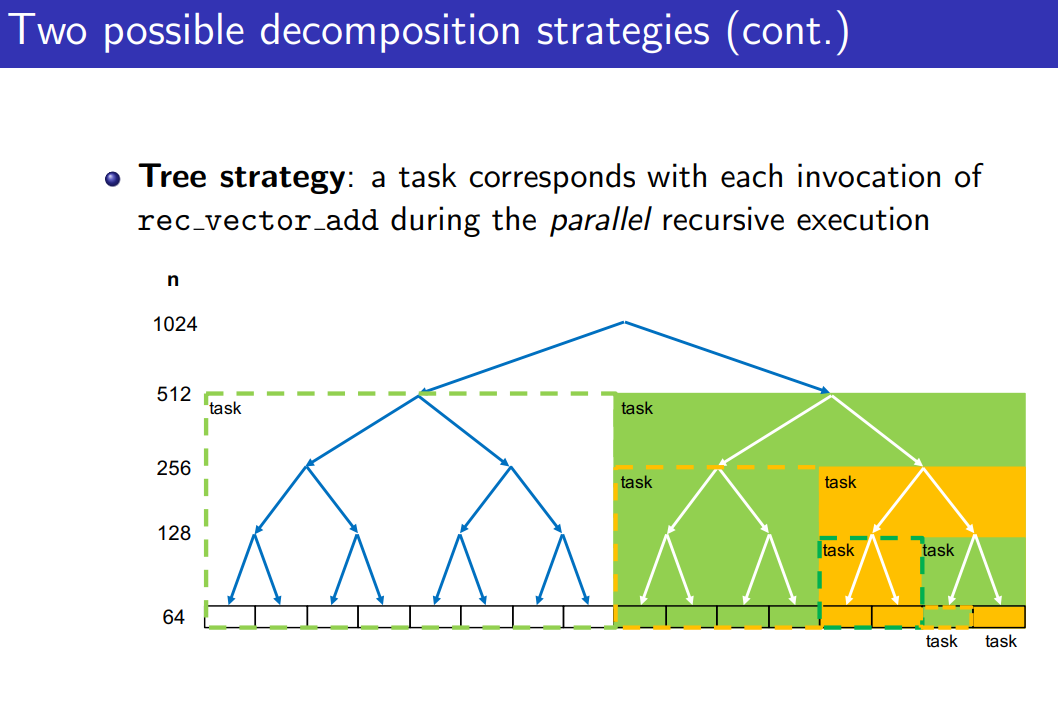 Two possible decomposition strategies (cont.)
Tree strategy: a task corresponds with each invocation of
rec_vector_add during the parallel recursive execution
n
1024
512
task
task
256
task
task
128
task
task
64
task
task